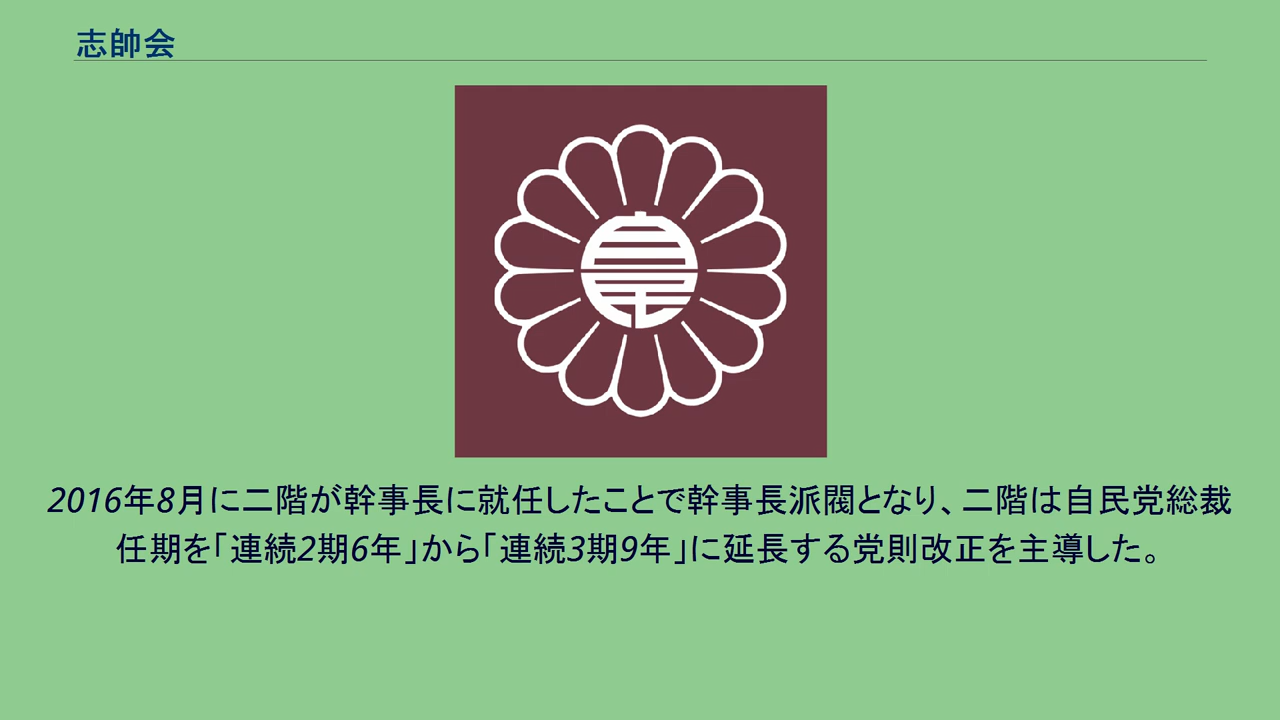 志帥会
2016年8月に二階が幹事長に就任したことで幹事長派閥となり、二階は自民党総裁
任期を「連続2期6年」から「連続3期9年」に延長する党則改正を主導した。